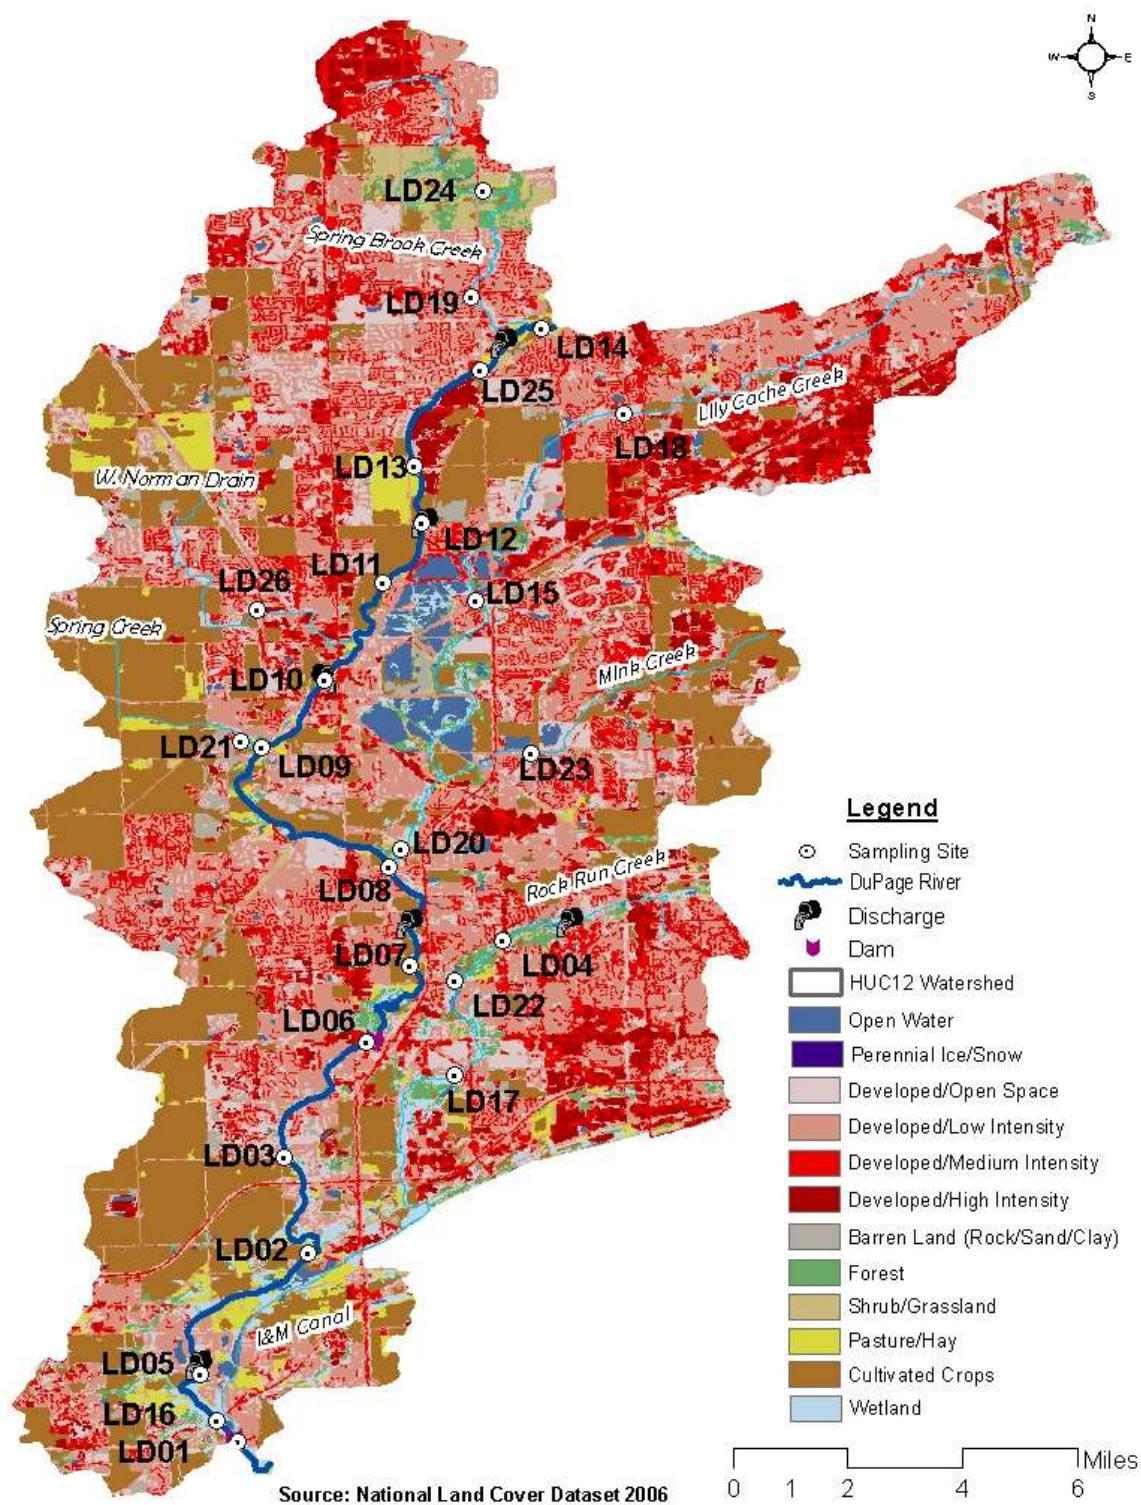 N
W E
S
LD24
Spring Brook Creek
LD19
LD14
LD25
Lily Cache Creek
LD18
LD13
W. Norman Drain
LD12
LD11
LD26
LD15
Spring Creek
Mink Creek
LD10
LD21
LD09
LD23
LD20
LD08
Rock Run Creek
LD07
LD04
LD22
LD06
LD17
LD03
LD02
I&M Canal
LD05
LD16
LD01
Legend
Sampling Site
DuPage River
Discharge
Dam
HUC12 Watershed
Open Water
Perennial Ice/Snow
Developed/Open Space
Developed/Low Intensity
Developed/Medium Intensity
Developed/High Intensity
Barren Land (Rock/Sand/Clay)
Forest
Shrub/Grassland
Pasture/Hay
Cultivated Crops
Wetland
Miles
0 1 2 4 6
Source: National Land Cover Dataset 2006